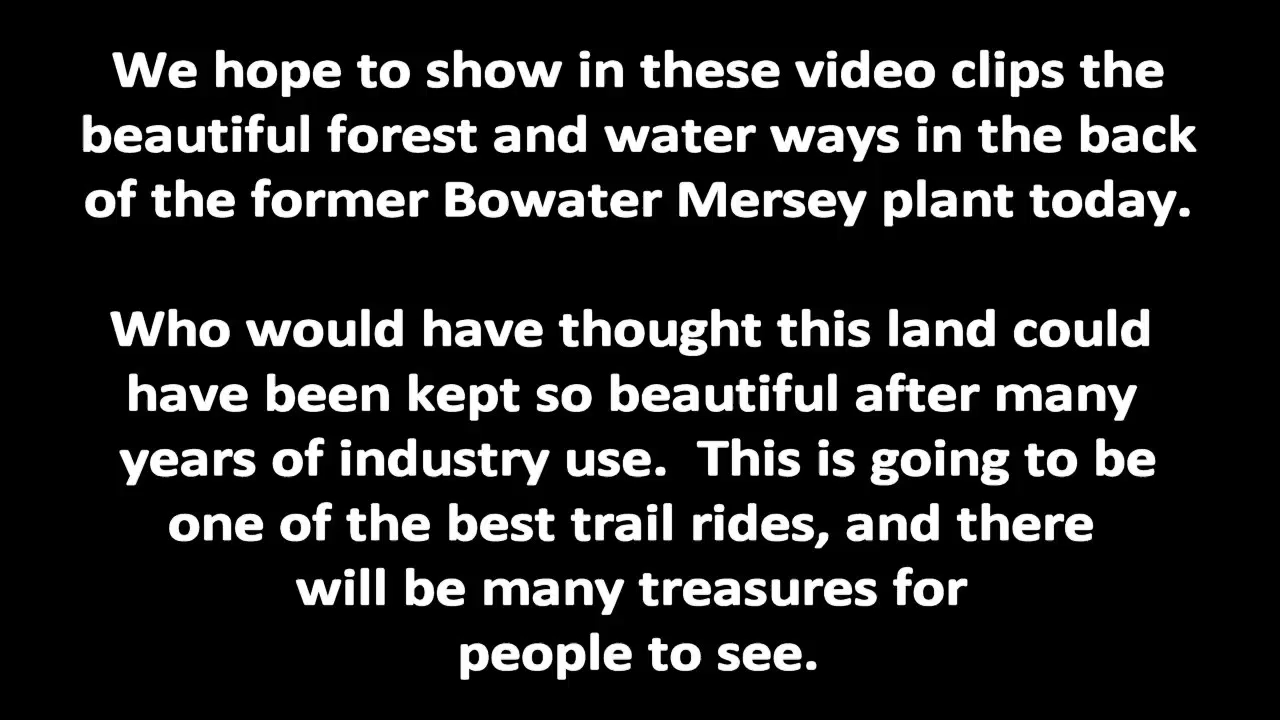 We hope to show in these video clips the
beautiful forest and water ways in the back
of the former Bowater Mersey plant today.
Who would have thought this land could
have been kept so beautiful after many
years of industry use.  This is going to be
one of the best trail rides, and there
will be many treasures for
people to see.